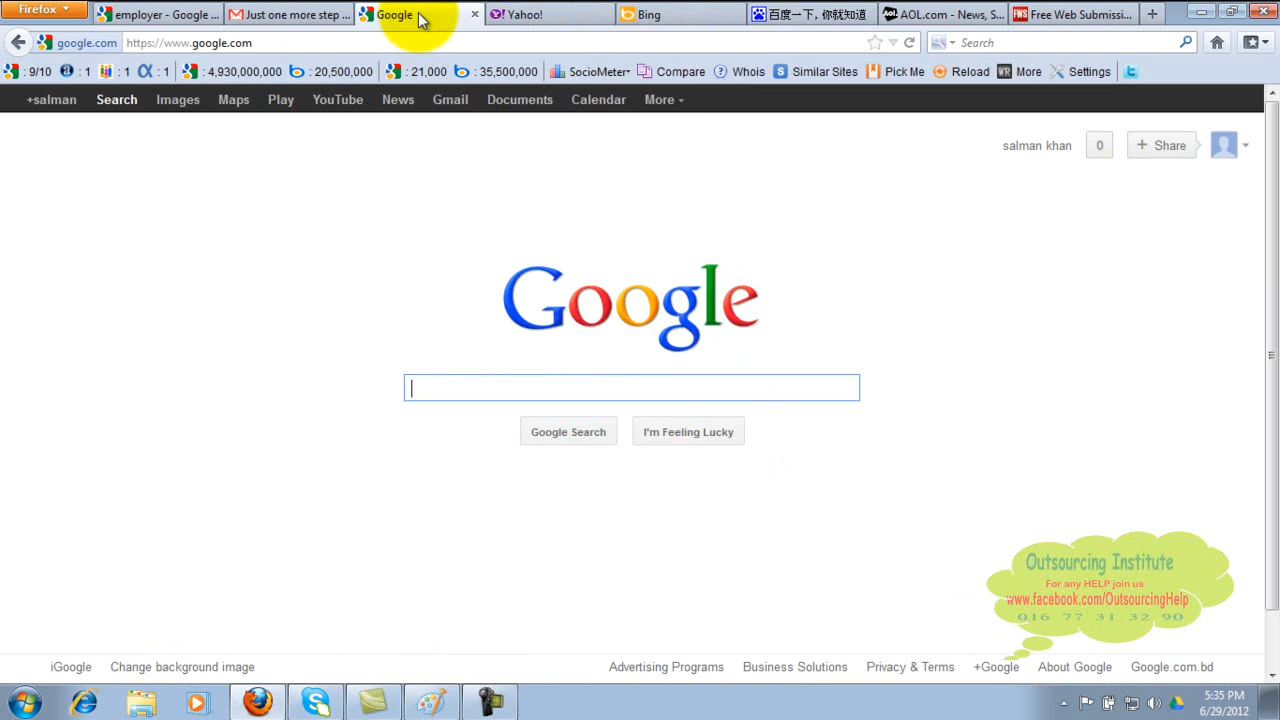 Firefox
employer - Google ...
Just one more step ...
Google
Yahoo!
Bing
百度一下，你就知道
AOL.com - News, S...
Free Web Submissi...
google.com https://www.google.com
Search
: 9/10 : 1 : 1 : 1 : 4,930,000,000 : 20,500,000 : 21,000 : 35,500,000 SocioMeter Compare Whois Similar Sites Pick Me Reload More Settings
+salman Search Images Maps Play YouTube News Gmail Documents Calendar More
salman khan 0 + Share
Google
Google Search I'm Feeling Lucky
Outsourcing Institute
For any HELP join us
www.facebook.com/OutsourcingHelp
016 77 31 32 90
iGoogle Change background image Advertising Programs Business Solutions Privacy & Terms +Google About Google Google.com.bd
5:35 PM
6/29/2012